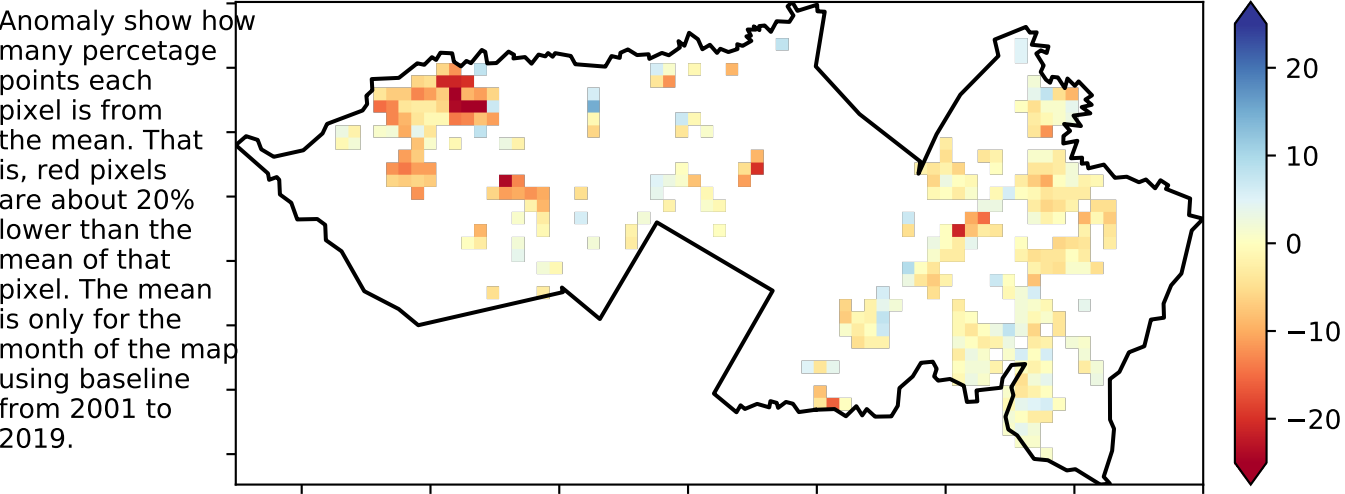 Anomaly show how
many percetage
points each
pixel is from
the mean. That
is, red pixels
are about 20%
lower than the
mean of that
pixel. The mean
is only for the
month of the map
using baseline
from 2001 to
2019.
20
10
0
−10
−20